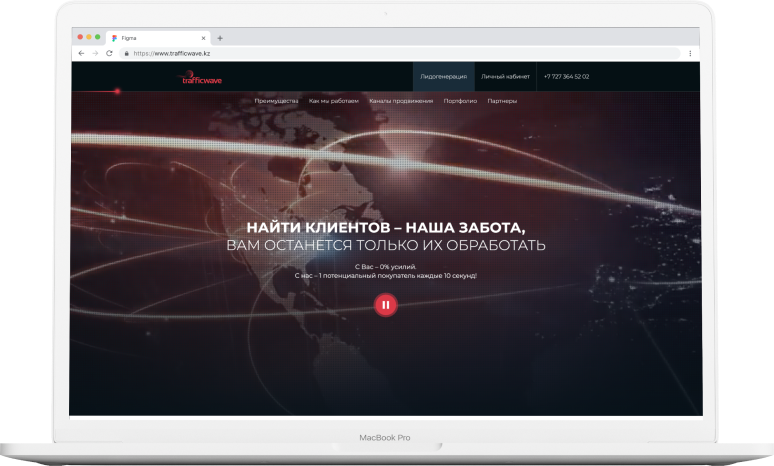 Figma
https://www.trafficwave.kz
trafficwave
Лидогенерация
Личный кабинет
+7 727 364 52 02
Преимущества
Как мы работаем
Каналы продвижения
Портфолио
Партнеры
НАЙТИ КЛИЕНТОВ – НАША ЗАБОТА,
ВАМ ОСТАНЕТСЯ ТОЛЬКО ИХ ОБРАБОТАТЬ
С Вас – 0% усилий.
С нас – 1 потенциальный покупатель каждые 10 секунд!
MacBook Pro